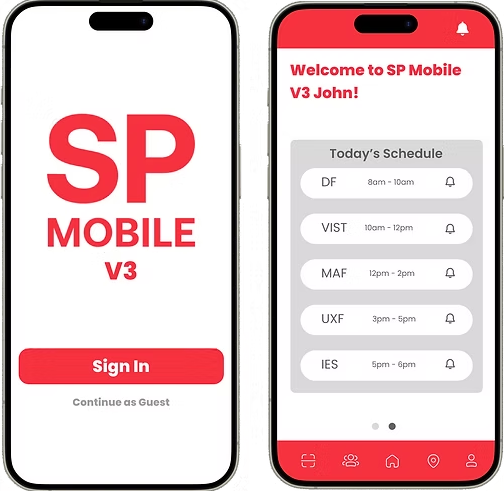 SP
MOBILE
V3
Sign In
Continue as Guest
Welcome to SP Mobile
V3 John!
Today's Schedule
DF 8am - 10am
VIST 10am - 12pm
MAF 12pm - 2pm
UXF 3pm - 5pm
IES 5pm - 6pm